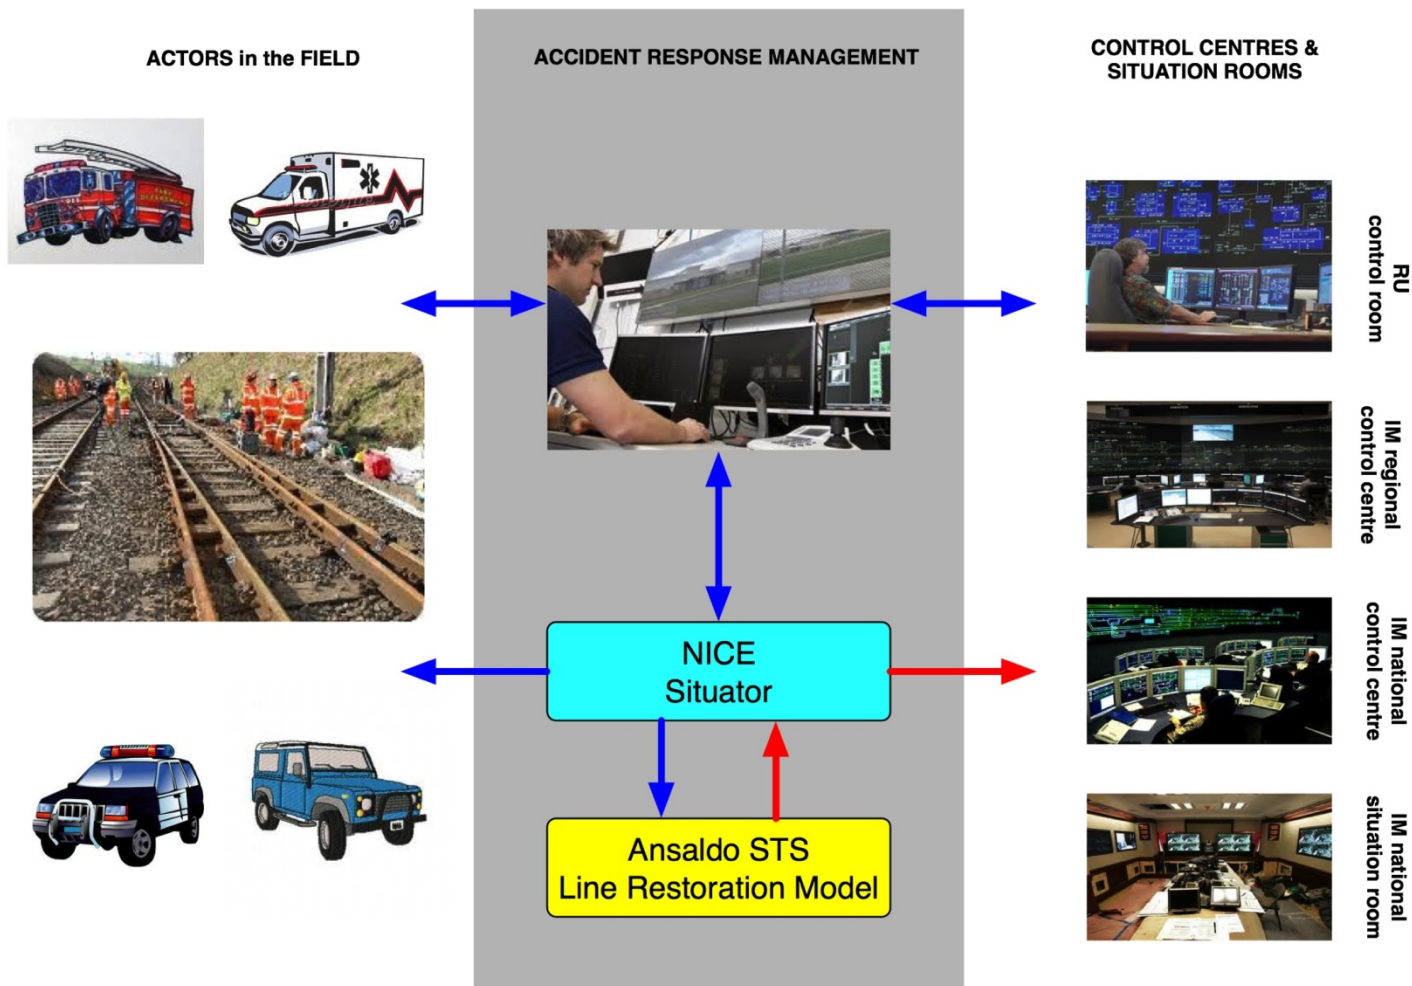 ACTORS in the FIELD
ACCIDENT RESPONSE MANAGEMENT
CONTROL CENTRES &
SITUATION ROOMS
FIRE
RU
control room
IM regional
control centre
NICE
Situator
IM national
control centre
Ansaldo STS
Line Restoration Model
IM national
situation room